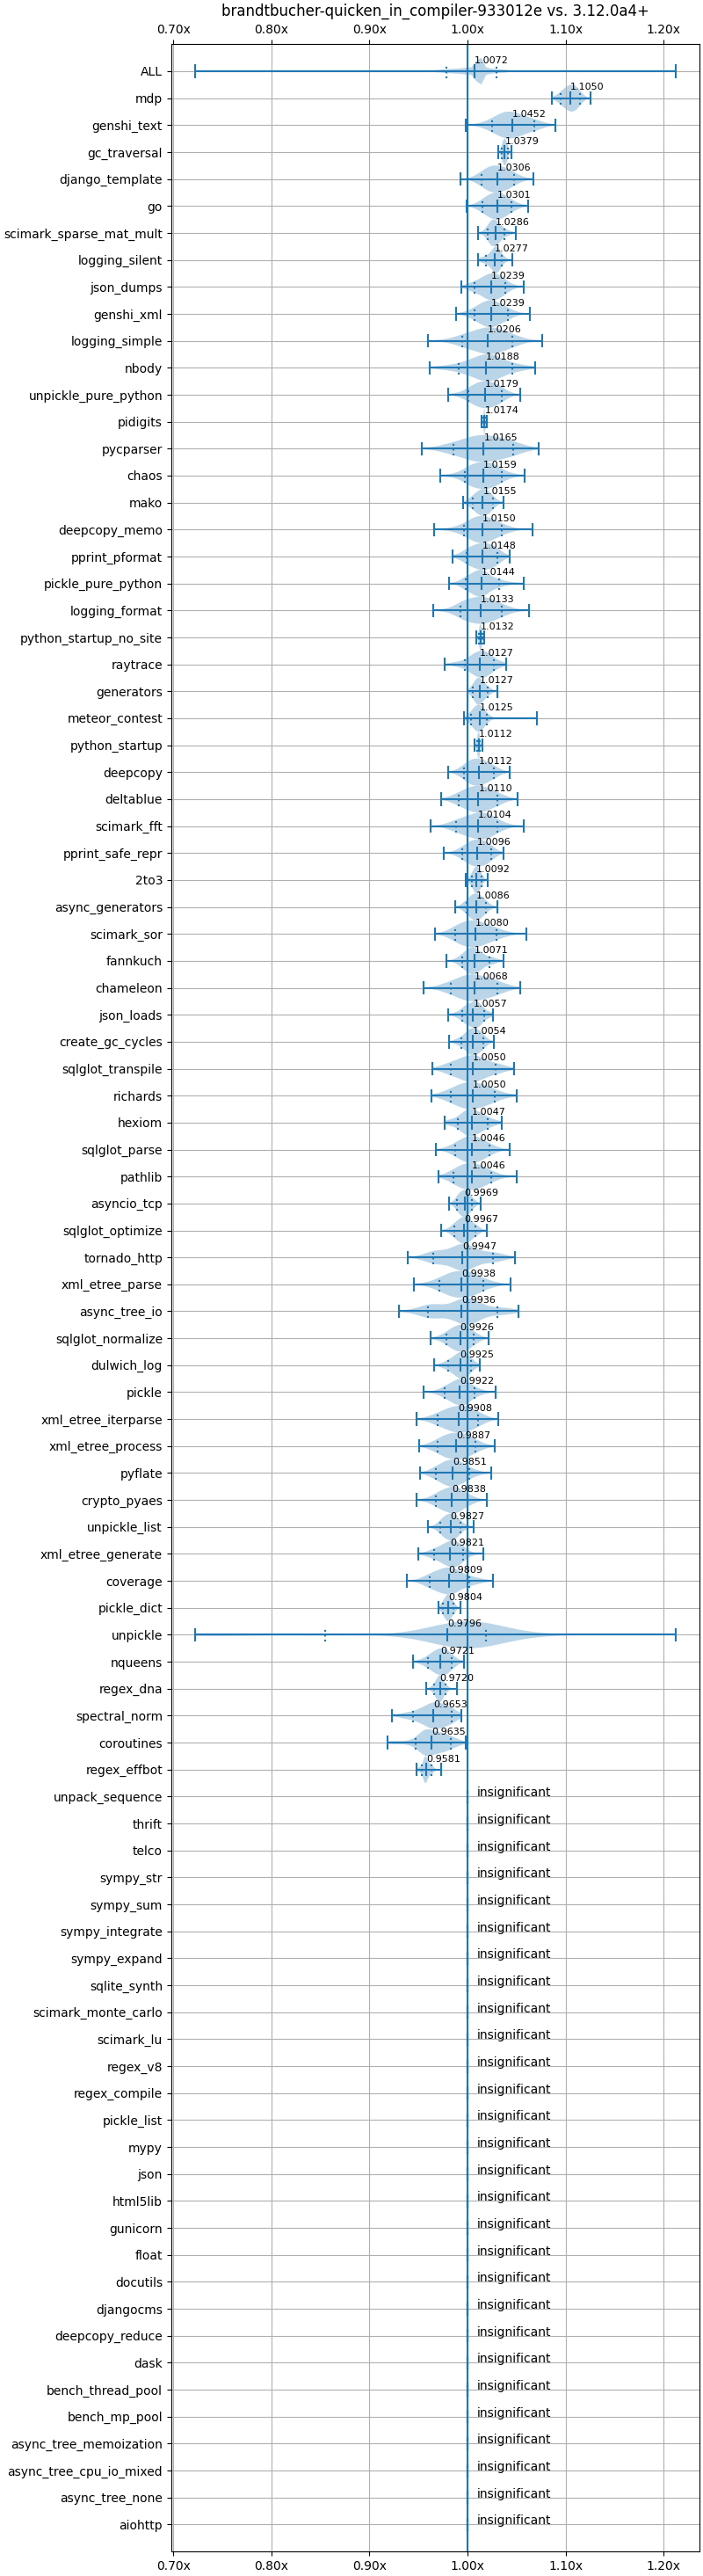 brandtbucher-quicken_in_compiler-933012e vs. 3.12.0a4+
0.70x 0.80x 0.90x 1.00x 1.10x 1.20x
ALL 1.0072
mdp 1.1050
genshi_text 1.0452
gc_traversal 1.0379
django_template 1.0306
go 1.0301
scimark_sparse_mat_mult 1.0286
logging_silent 1.0277
json_dumps 1.0239
genshi_xml 1.0239
logging_simple 1.0206
nbody 1.0188
unpickle_pure_python 1.0179
pidigits 1.0174
pycparser 1.0165
chaos 1.0159
mako 1.0155
deepcopy_memo 1.0150
pprint_pformat 1.0148
pickle_pure_python 1.0144
logging_format 1.0133
python_startup_no_site 1.0132
raytrace 1.0127
generators 1.0127
meteor_contest 1.0125
python_startup 1.0112
deepcopy 1.0112
deltablue 1.0110
scimark_fft 1.0104
pprint_safe_repr 1.0096
2to3 1.0092
async_generators 1.0086
scimark_sor 1.0080
fannkuch 1.0071
chameleon 1.0068
json_loads 1.0057
create_gc_cycles 1.0054
sqlglot_transpile 1.0050
richards 1.0050
hexiom 1.0047
sqlglot_parse 1.0046
pathlib 1.0046
asyncio_tcp 0.9969
sqlglot_optimize 0.9967
tornado_http 0.9947
xml_etree_parse 0.9938
async_tree_io 0.9936
sqlglot_normalize 0.9926
dulwich_log 0.9925
pickle 0.9922
xml_etree_iterparse 0.9908
xml_etree_process 0.9887
pyflate 0.9851
crypto_pyaes 0.9838
unpickle_list 0.9827
xml_etree_generate 0.9821
coverage 0.9809
pickle_dict 0.9804
unpickle 0.9796
nqueens 0.9721
regex_dna 0.9720
spectral_norm 0.9653
coroutines 0.9635
regex_effbot 0.9581
unpack_sequence insignificant
thrift insignificant
telco insignificant
sympy_str insignificant
sympy_sum insignificant
sympy_integrate insignificant
sympy_expand insignificant
sqlite_synth insignificant
scimark_monte_carlo insignificant
scimark_lu insignificant
regex_v8 insignificant
regex_compile insignificant
pickle_list insignificant
mypy insignificant
json insignificant
html5lib insignificant
gunicorn insignificant
float insignificant
docutils insignificant
djangocms insignificant
deepcopy_reduce insignificant
dask insignificant
bench_thread_pool insignificant
bench_mp_pool insignificant
async_tree_memoization insignificant
async_tree_cpu_io_mixed insignificant
async_tree_none insignificant
aiohttp insignificant
0.70x 0.80x 0.90x 1.00x 1.10x 1.20x